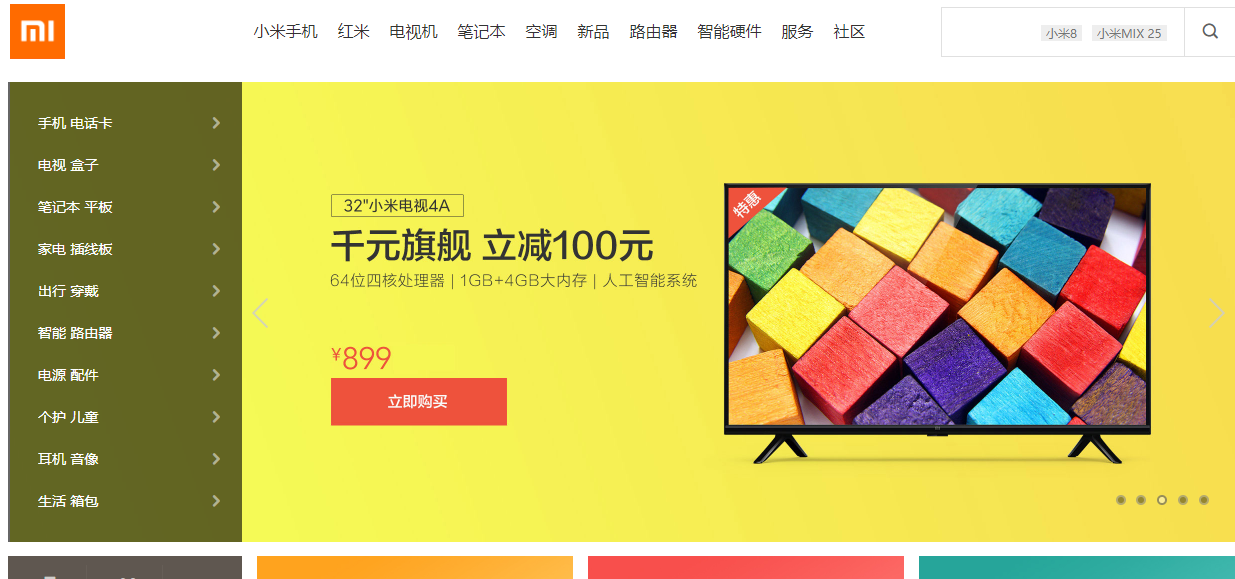 mi
小米手机 红米 电视机 笔记本 空调 新品 路由器 智能硬件 服务 社区
小米8 小米MIX 25
手机 电话卡
电视 盒子
笔记本 平板
家电 插线板
出行 穿戴
智能 路由器
电源 配件
个护 儿童
耳机 音像
生活 箱包
32"小米电视4A
千元旗舰 立减100元
64位四核处理器 | 1GB+4GB大内存 | 人工智能系统
¥899
立即购买
特惠